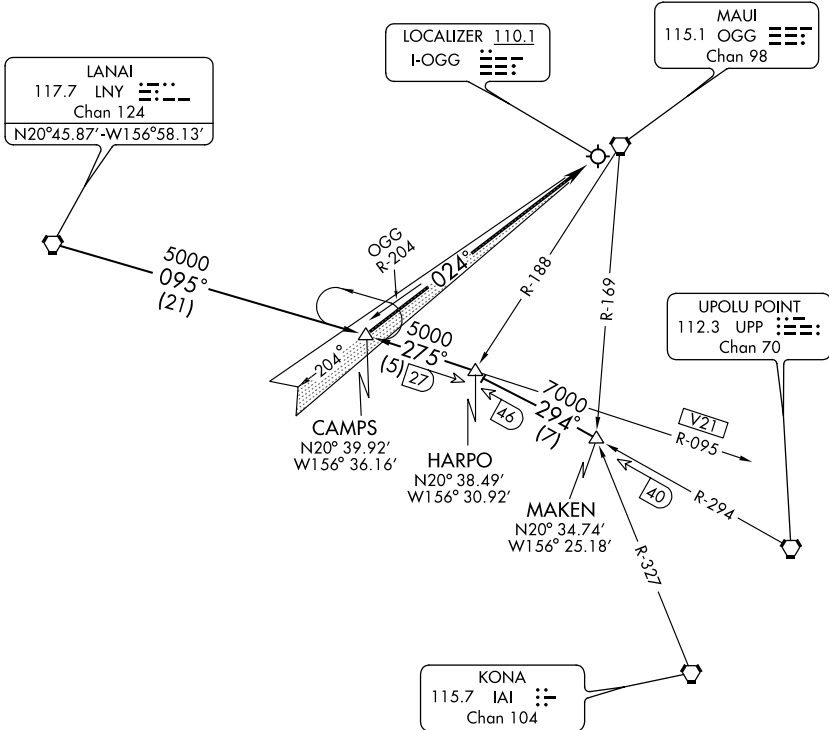 MAUI
115.1 OGG
Chan 98
LOCALIZER 110.1
I-OGG
LANAI
117.7 LNY
Chan 124
N20°45.87′-W156°58.13′
5000
095°
(21)
OGG
R-204
024°
R-188
R-169
UPOLU POINT
112.3 UPP
Chan 70
204°
5000
275°
(5)
27
7000
294°
(7)
46
V21
R-095
CAMPS
N20° 39.92′
W156° 36.16′
HARPO
N20° 38.49′
W156° 30.92′
MAKEN
N20° 34.74′
W156° 25.18′
40
R-294
R-327
KONA
115.7 IAI
Chan 104